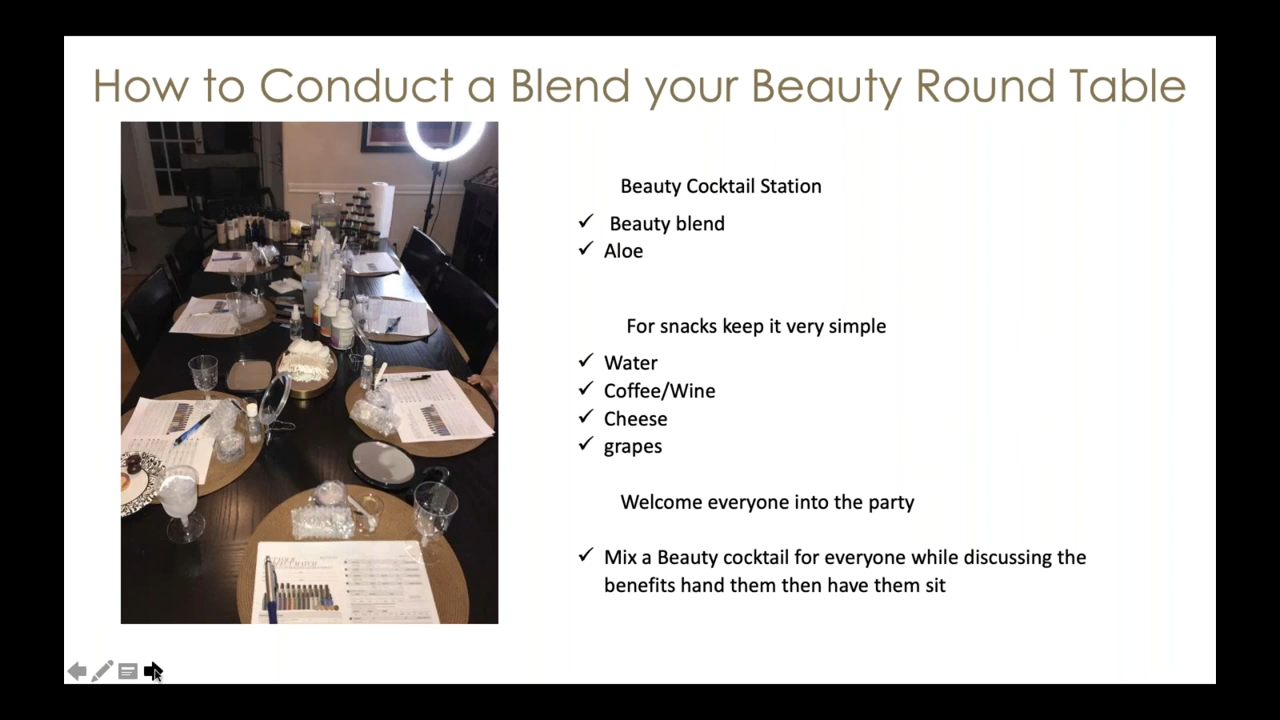 How to Conduct a Blend your Beauty Round Table
Beauty Cocktail Station
✓ Beauty blend
✓ Aloe
For snacks keep it very simple
✓ Water
✓ Coffee/Wine
✓ Cheese
✓ grapes
Welcome everyone into the party
✓ Mix a Beauty cocktail for everyone while discussing the
benefits hand them then have them sit